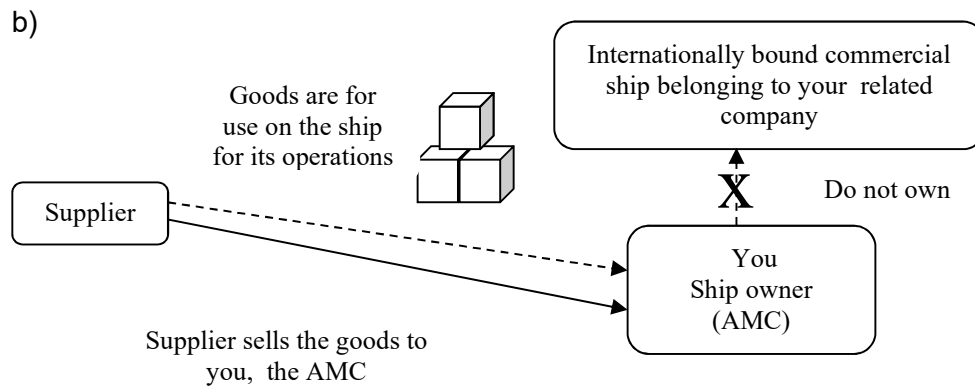 b)
Internationally bound commercial
ship belonging to your related
company
Goods are for
use on the ship
for its operations
X
Do not own
Supplier
You
Ship owner
(AMC)
Supplier sells the goods to
you, the AMC